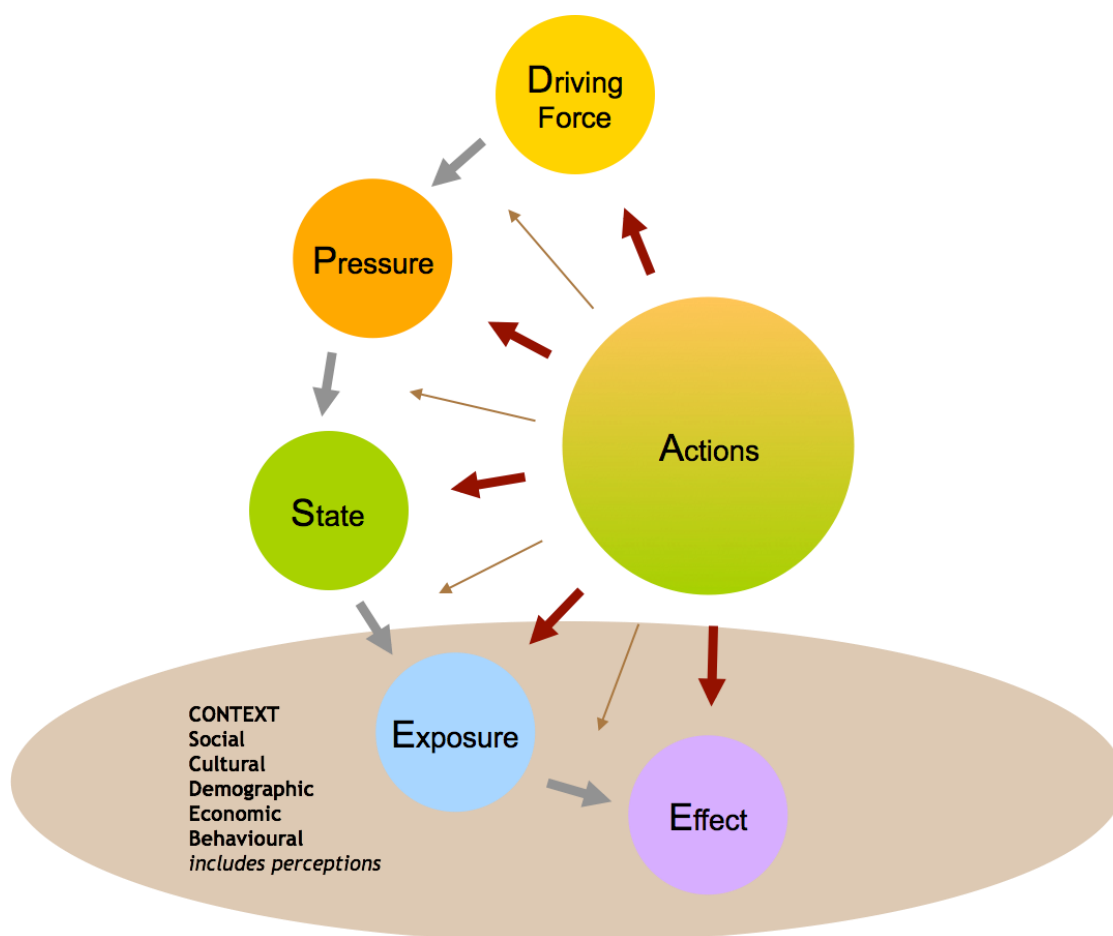 Driving
Force
Pressure
Actions
State
CONTEXT
Social
Cultural
Demographic
Economic
Behavioural
includes perceptions
Exposure
Effect